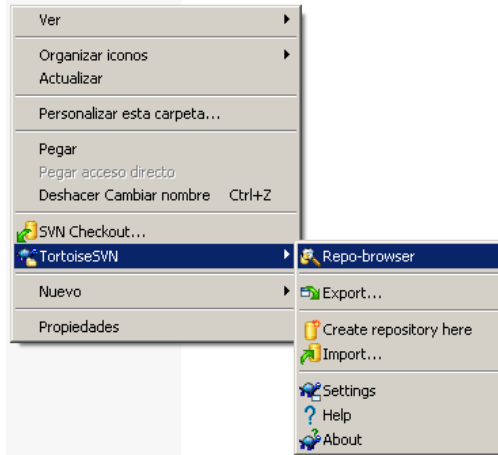 Ver
Organizar iconos
Actualizar
Personalizar esta carpeta...
Pegar
Pegar acceso directo
Deshacer Cambiar nombre Ctrl+Z
SVN Checkout...
TortoiseSVN
Nuevo
Propiedades
Repo-browser
Export...
Create repository here
Import...
Settings
Help
About